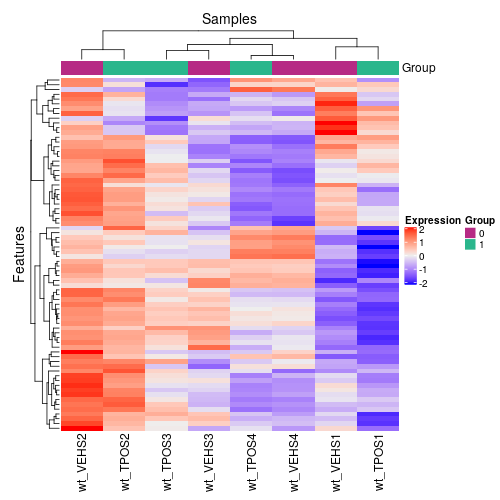 Samples
Group
Features
Expression Group
2
1
0
-1
-2
0
1
wt_VEHS2
wt_TPOS2
wt_TPOS3
wt_VEHS3
wt_TPOS4
wt_VEHS4
wt_VEHS1
wt_TPOS1